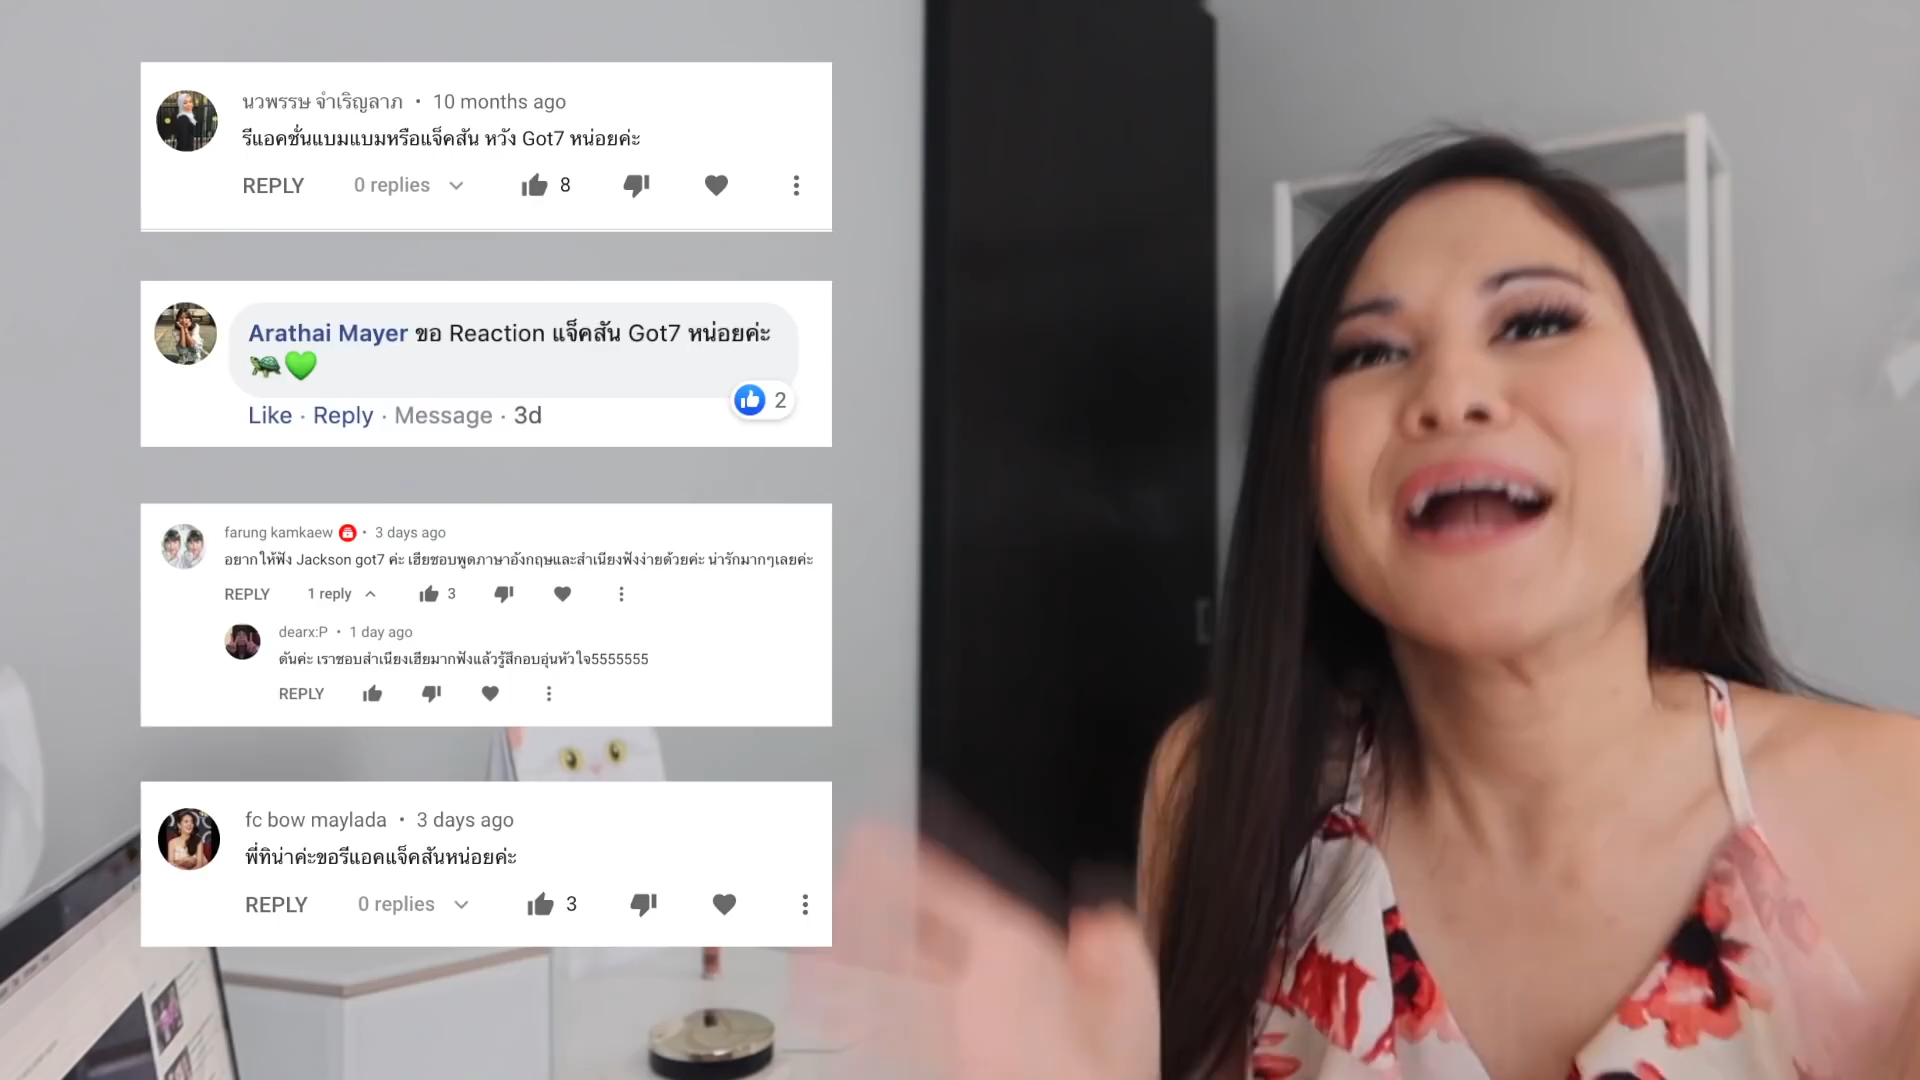 นวพรรษ จำเริญลาภ • 10 months ago
รีแอคชั่นแบมแบมหรือแจ็คสัน หวัง Got7 หน่อยค่ะ
REPLY 0 replies 8
Arathai Mayer ขอ Reaction แจ็คสัน Got7 หน่อยค่ะ
🐢💚
2
Like · Reply · Message · 3d
farung kamkaew • 3 days ago
อยากให้ฟัง Jackson got7 ค่ะ เฮียชอบพูดภาษาอังกฤษและสำเนียงฟังง่ายด้วยค่ะ น่ารักมากๆเลยค่ะ
REPLY 1 reply 3
dearx:P • 1 day ago
ดันค่ะ เราชอบสำเนียงเฮียมากฟังแล้วรู้สึกอบอุ่นหัวใจ5555555
REPLY
fc bow maylada • 3 days ago
พี่ทิน่าค่ะขอรีแอคแจ็คสันหน่อยค่ะ
REPLY 0 replies 3